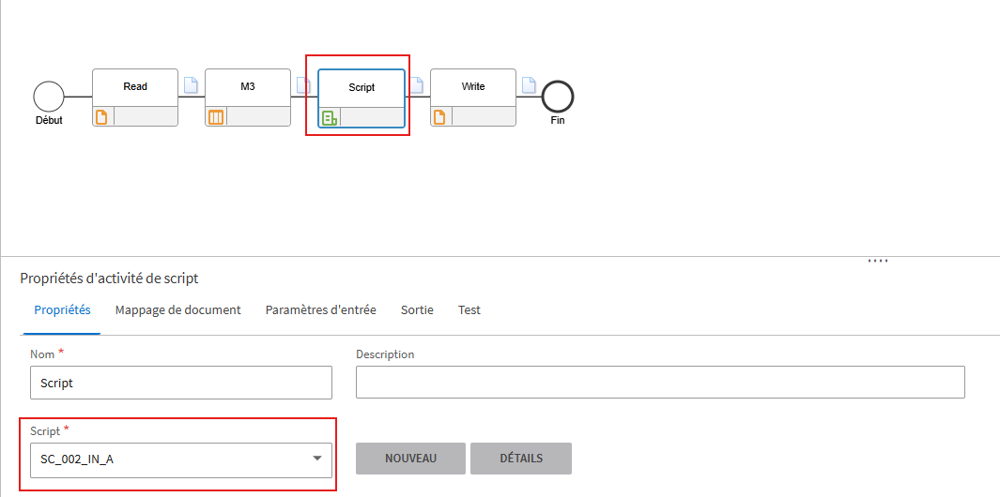 Read
M3
Script
Write
Début
Fin
Propriétés d'activité de script
Propriétés Mappage de document Paramètres d'entrée Sortie Test
Nom * Description
Script
Script *
SC_002_IN_A NOUVEAU DÉTAILS